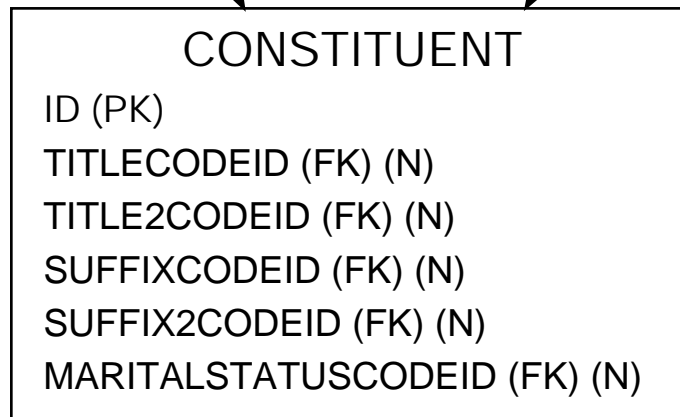 CONSTITUENT
ID (PK)
TITLECODEID (FK) (N)
TITLE2CODEID (FK) (N)
SUFFIXCODEID (FK) (N)
SUFFIX2CODEID (FK) (N)
MARITALSTATUSCODEID (FK) (N)